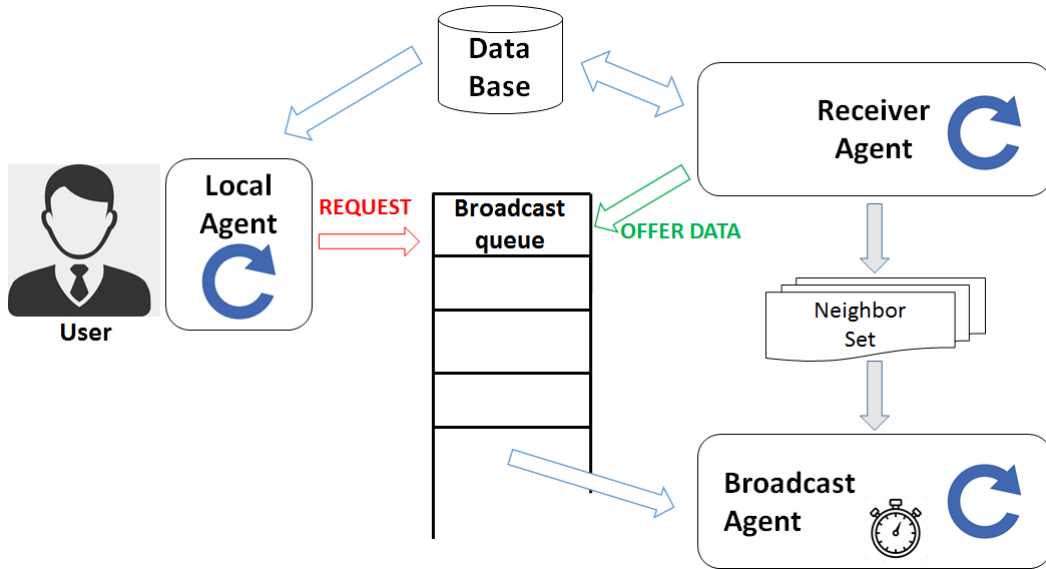 Data
Base
Receiver
Agent
Local
Agent
REQUEST
Broadcast
queue
OFFER DATA
User
Neighbor
Set
Broadcast
Agent